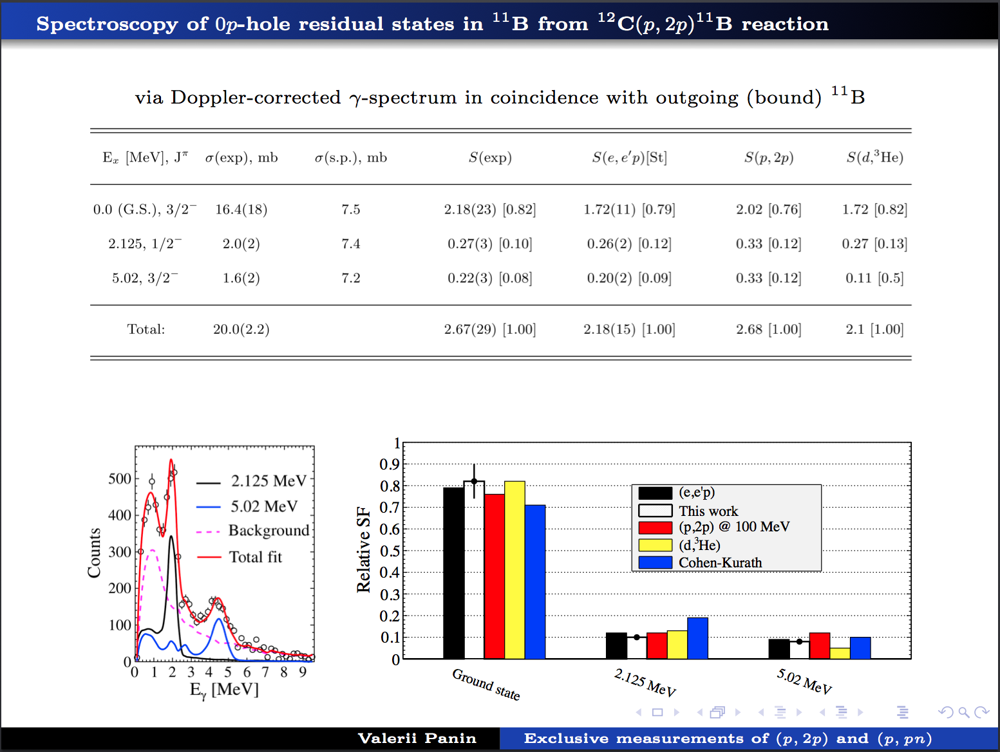 Spectroscopy of 0p-hole residual states in ¹¹B from ¹²C(p, 2p)¹¹B reaction
via Doppler-corrected γ-spectrum in coincidence with outgoing (bound) ¹¹B
Eₓ [MeV], J^π σ(exp), mb σ(s.p.), mb S(exp) S(e, e′p)[St] S(p, 2p) S(d,³He)
0.0 (G.S.), 3/2⁻ 16.4(18) 7.5 2.18(23) [0.82] 1.72(11) [0.79] 2.02 [0.76] 1.72 [0.82]
2.125, 1/2⁻ 2.0(2) 7.4 0.27(3) [0.10] 0.26(2) [0.12] 0.33 [0.12] 0.27 [0.13]
5.02, 3/2⁻ 1.6(2) 7.2 0.22(3) [0.08] 0.20(2) [0.09] 0.33 [0.12] 0.11 [0.5]
Total: 20.0(2.2) 2.67(29) [1.00] 2.18(15) [1.00] 2.68 [1.00] 2.1 [1.00]
Counts
500
400
300
200
100
0
0 1 2 3 4 5 6 7 8 9
E_γ [MeV]
2.125 MeV
5.02 MeV
Background
Total fit
Relative SF
1
0.9
0.8
0.7
0.6
0.5
0.4
0.3
0.2
0.1
0
(e,e'p)
This work
(p,2p) @ 100 MeV
(d,³He)
Cohen-Kurath
Ground state
2.125 MeV
5.02 MeV
Valerii Panin Exclusive measurements of (p, 2p) and (p, pn)